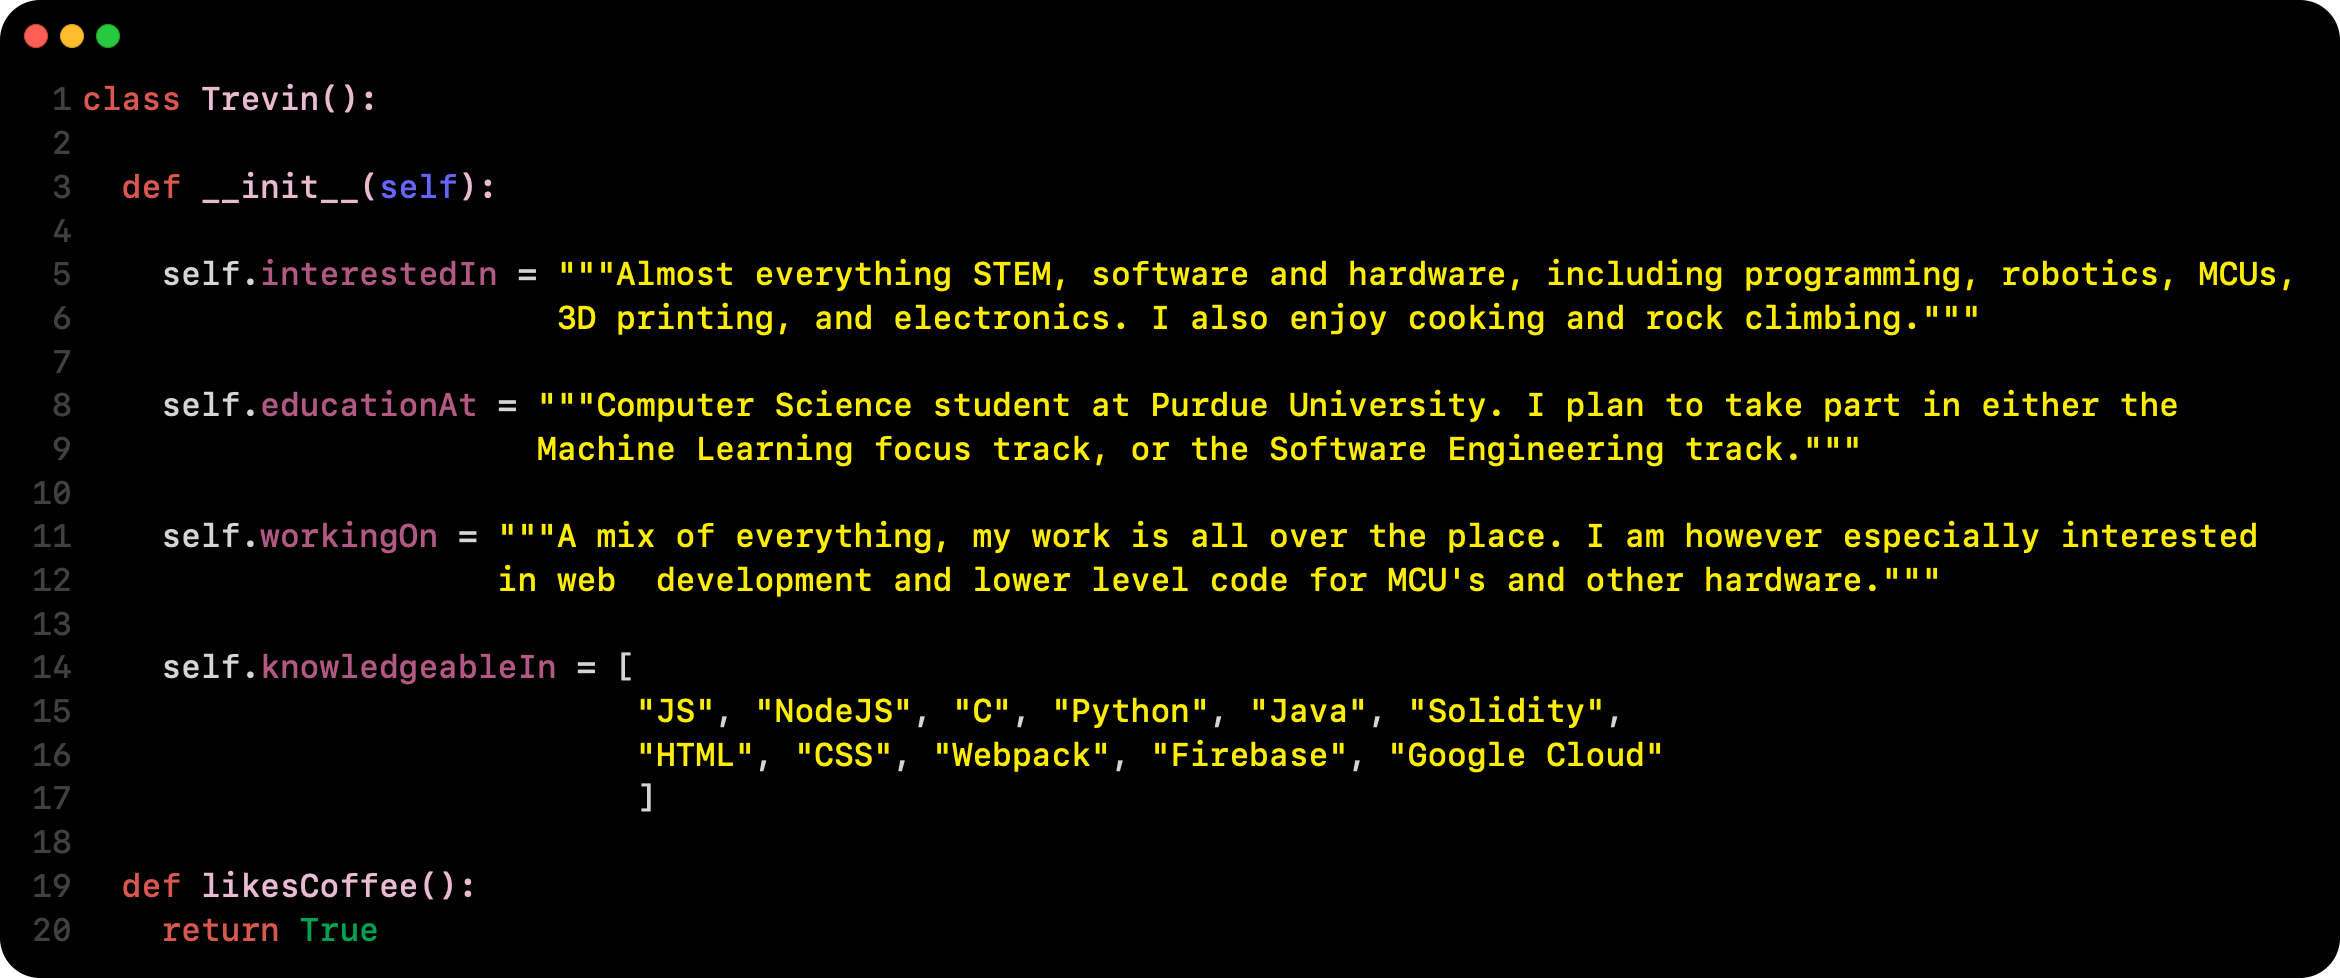 1 class Trevin():
2
3   def __init__(self):
4
5     self.interestedIn = """Almost everything STEM, software and hardware, including programming, robotics, MCUs,
6                         3D printing, and electronics. I also enjoy cooking and rock climbing."""
7
8     self.educationAt = """Computer Science student at Purdue University. I plan to take part in either the
9                        Machine Learning focus track, or the Software Engineering track."""
10
11     self.workingOn = """A mix of everything, my work is all over the place. I am however especially interested
12                      in web  development and lower level code for MCU's and other hardware."""
13
14     self.knowledgeableIn = [
15                             "JS", "NodeJS", "C", "Python", "Java", "Solidity",
16                             "HTML", "CSS", "Webpack", "Firebase", "Google Cloud"
17                             ]
18
19   def likesCoffee():
20     return True